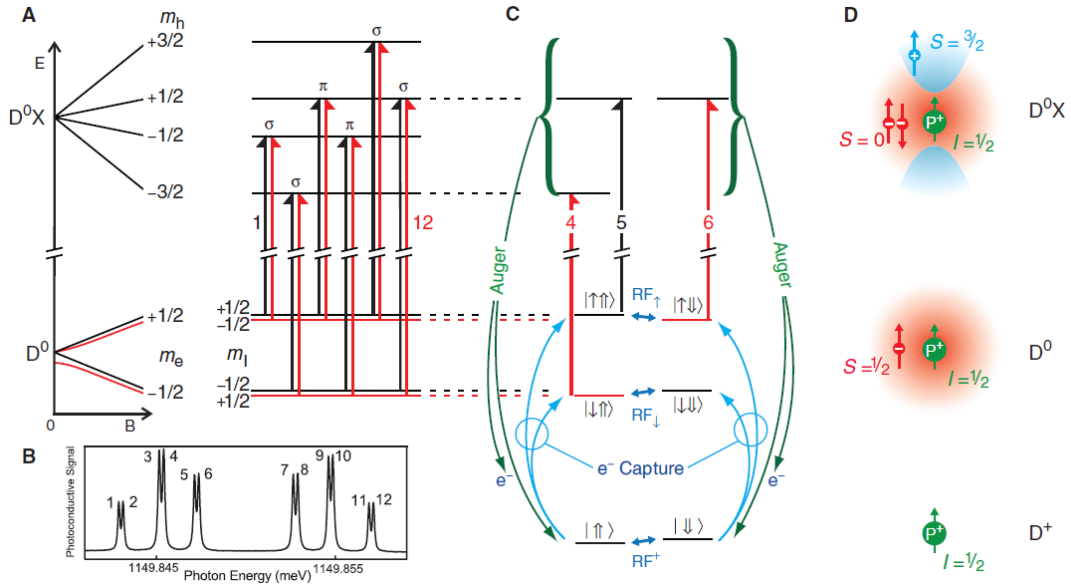 A
m_h
E
+3/2
+1/2
−1/2
−3/2
D⁰X
+1/2
D⁰
m_e
−1/2
0
B
σ
σ
π
π
σ
σ
1
12
+1/2
−1/2
m_I
−1/2
+1/2
B
Photoconductive Signal
1 2
3 4
5 6
7 8
9 10
11 12
1149.845
1149.855
Photon Energy (meV)
C
4
5
6
Auger
Auger
|↑⇑⟩
RF↑
|↑⇓⟩
|↓⇑⟩
RF↓
|↓⇓⟩
e⁻ Capture
e⁻
e⁻
|⇑⟩
RF⁺
|⇓⟩
D
S = 3/2
+
D⁰X
P⁺
− −
S = 0
I = 1/2
−
P⁺
D⁰
S = 1/2
I = 1/2
P⁺
D⁺
I = 1/2